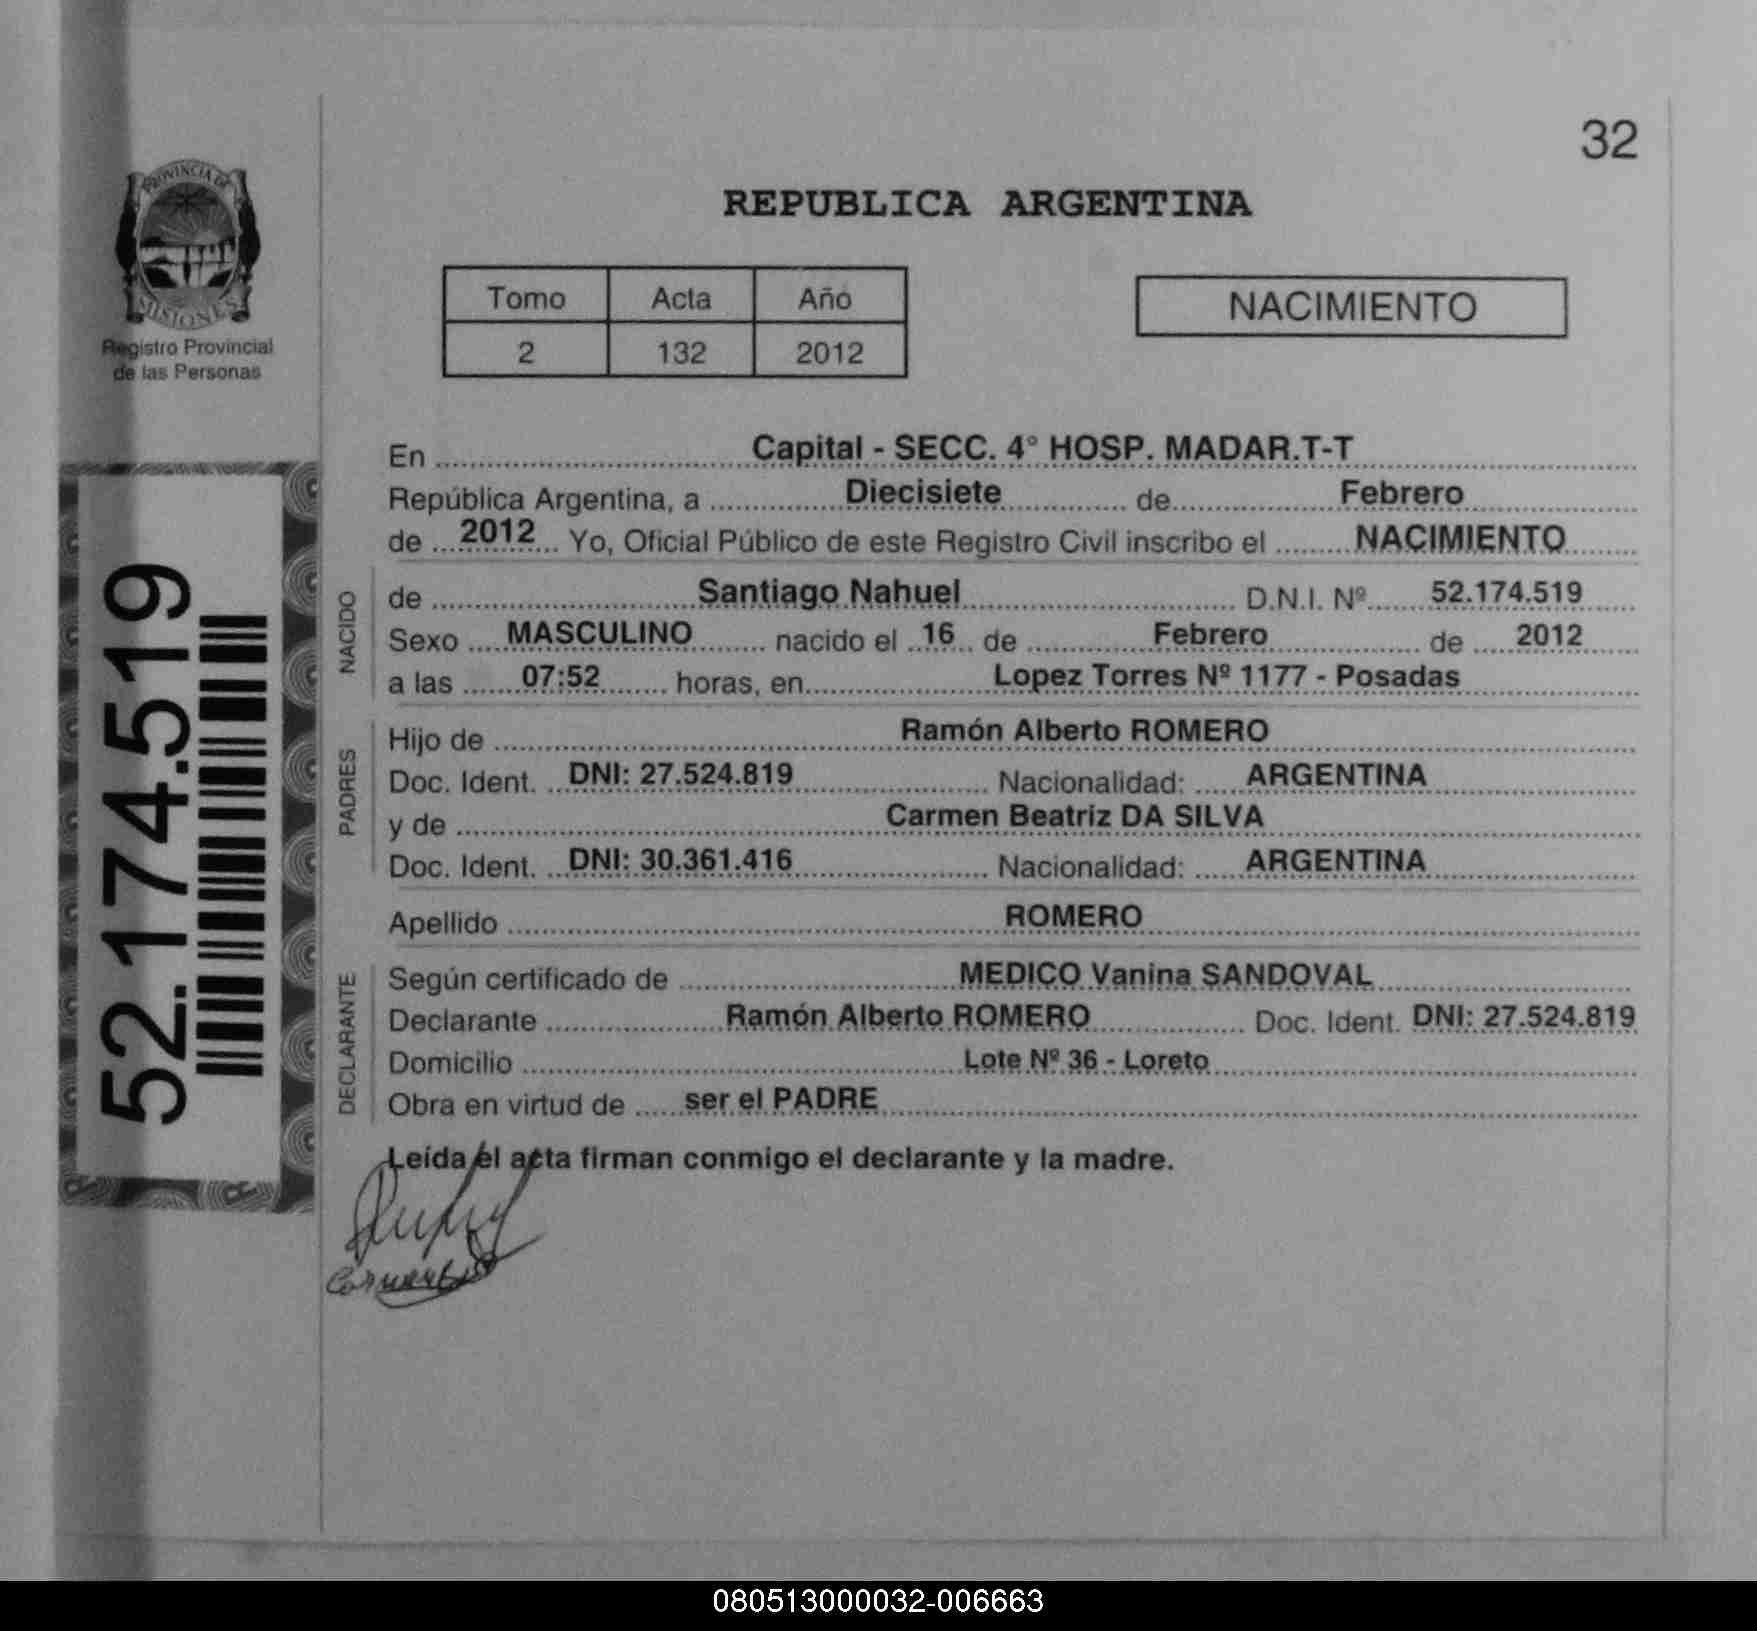 32
PROVINCIA DE
MISIONES
Registro Provincial
de las Personas
REPUBLICA ARGENTINA
Tomo Acta Año
2 132 2012
NACIMIENTO
52.174.519
En Capital - SECC. 4° HOSP. MADAR.T-T
República Argentina, a Diecisiete de Febrero
de 2012 Yo, Oficial Público de este Registro Civil inscribo el NACIMIENTO
NACIDO
de Santiago Nahuel D.N.I. Nº 52.174.519
Sexo MASCULINO nacido el 16 de Febrero de 2012
a las 07:52 horas, en Lopez Torres Nº 1177 - Posadas
PADRES
Hijo de Ramón Alberto ROMERO
Doc. Ident. DNI: 27.524.819 Nacionalidad: ARGENTINA
y de Carmen Beatriz DA SILVA
Doc. Ident. DNI: 30.361.416 Nacionalidad: ARGENTINA
Apellido ROMERO
DECLARANTE
Según certificado de MEDICO Vanina SANDOVAL
Declarante Ramón Alberto ROMERO Doc. Ident. DNI: 27.524.819
Domicilio Lote Nº 36 - Loreto
Obra en virtud de ser el PADRE
Leída el acta firman conmigo el declarante y la madre.
080513000032-006663